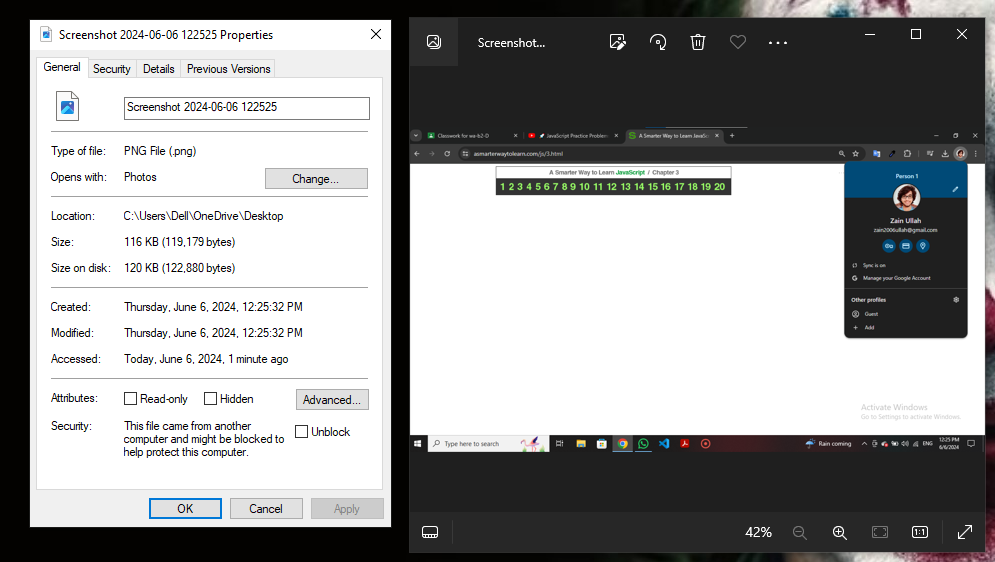 Screenshot 2024-06-06 122525 Properties
General Security Details Previous Versions
Screenshot 2024-06-06 122525
Type of file: PNG File (.png)
Opens with: Photos Change...
Location: C:\Users\Dell\OneDrive\Desktop
Size: 116 KB (119,179 bytes)
Size on disk: 120 KB (122,880 bytes)
Created: Thursday, June 6, 2024, 12:25:32 PM
Modified: Thursday, June 6, 2024, 12:25:32 PM
Accessed: Today, June 6, 2024, 1 minute ago
Attributes: Read-only Hidden Advanced...
Security: This file came from another
computer and might be blocked to
help protect this computer.
Unblock
OK Cancel Apply
Screenshot...
Classwork for wa-b2-D JavaScript Practice Problem A Smarter Way to Learn JavaSc
asmarterwaytolearn.com/js/3.html
A Smarter Way to Learn JavaScript / Chapter 3
1 2 3 4 5 6 7 8 9 10 11 12 13 14 15 16 17 18 19 20
Person 1
Zain Ullah
zain2006ullah@gmail.com
Sync is on
Manage your Google Account
Other profiles
Guest
Add
Activate Windows
Go to Settings to activate Windows.
Type here to search
Rain coming ENG 12:25 PM
6/6/2024
42% 1:1